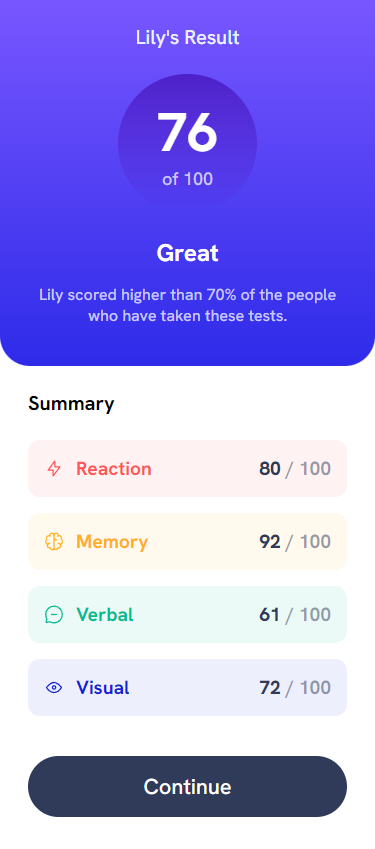 Lily's Result
76
of 100
Great
Lily scored higher than 70% of the people
who have taken these tests.
Summary
Reaction 80 / 100
Memory 92 / 100
Verbal 61 / 100
Visual 72 / 100
Continue